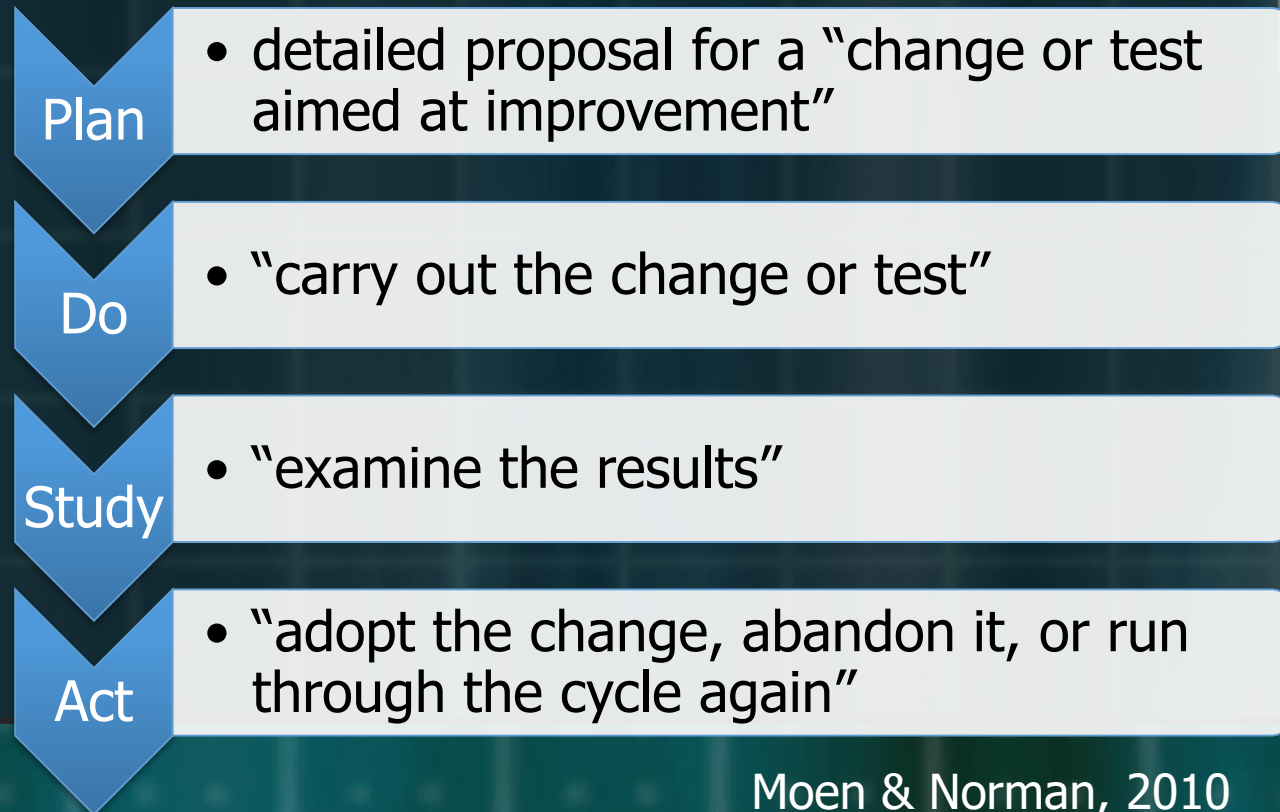 Plan
• detailed proposal for a “change or test
aimed at improvement”
Do
• “carry out the change or test”
Study
• “examine the results”
Act
• “adopt the change, abandon it, or run
through the cycle again”
Moen & Norman, 2010